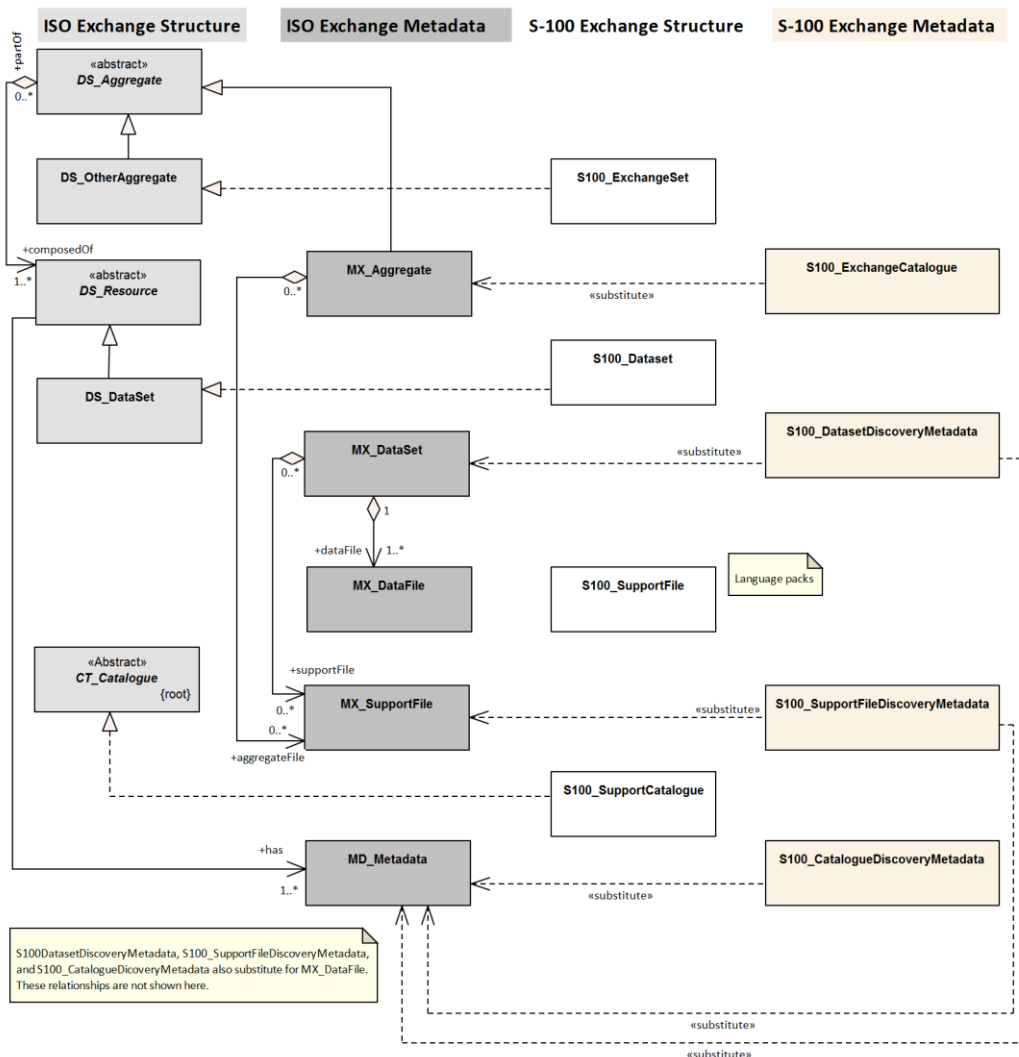 ISO Exchange Structure
ISO Exchange Metadata
S-100 Exchange Structure
S-100 Exchange Metadata
+partOf
0..*
«abstract»
DS_Aggregate
DS_OtherAggregate
S100_ExchangeSet
+composedOf
1..*
«abstract»
DS_Resource
MX_Aggregate
0..*
«substitute»
S100_ExchangeCatalogue
S100_Dataset
DS_DataSet
MX_DataSet
0..*
1
«substitute»
S100_DatasetDiscoveryMetadata
+dataFile
1..*
MX_DataFile
S100_SupportFile
Language packs
«Abstract»
CT_Catalogue
{root}
+supportFile
0..*
MX_SupportFile
0..*
+aggregateFile
«substitute»
S100_SupportFileDiscoveryMetadata
S100_SupportCatalogue
+has
1..*
MD_Metadata
«substitute»
S100_CatalogueDiscoveryMetadata
S100DatasetDiscoveryMetadata, S100_SupportFileDiscoveryMetadata,
and S100_CatalogueDicoveryMetadata also substitute for MX_DataFile.
These relationships are not shown here.
«substitute»
«substitute»